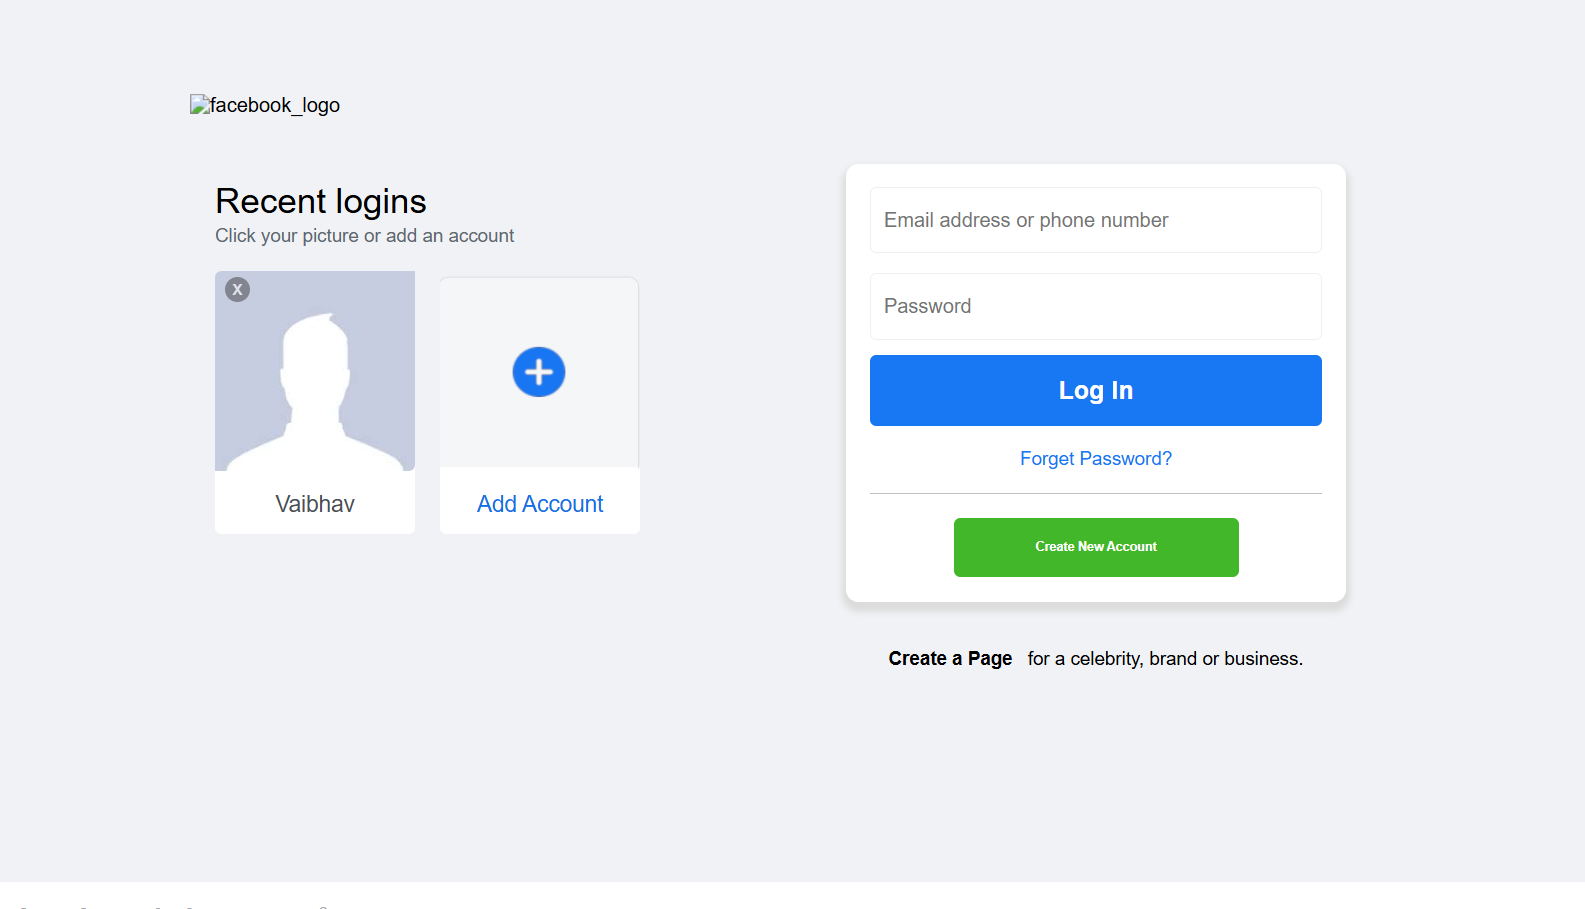 facebook_logo
Recent logins
Click your picture or add an account
X
Vaibhav
Add Account
Email address or phone number
Password
Log In
Forget Password?
Create New Account
Create a Page for a celebrity, brand or business.